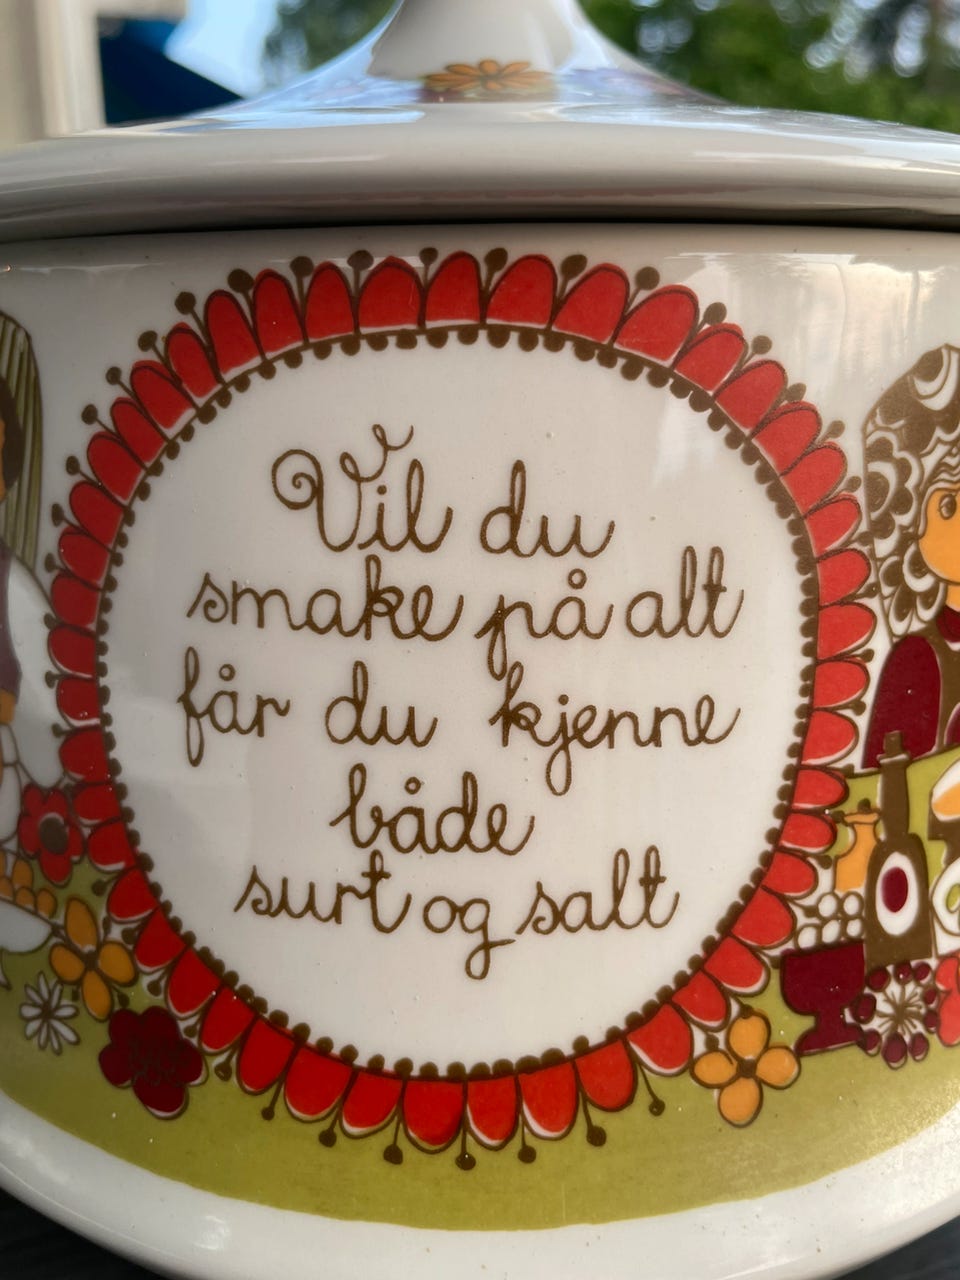 Vil du
smake på alt
får du kjenne
både
surt og salt